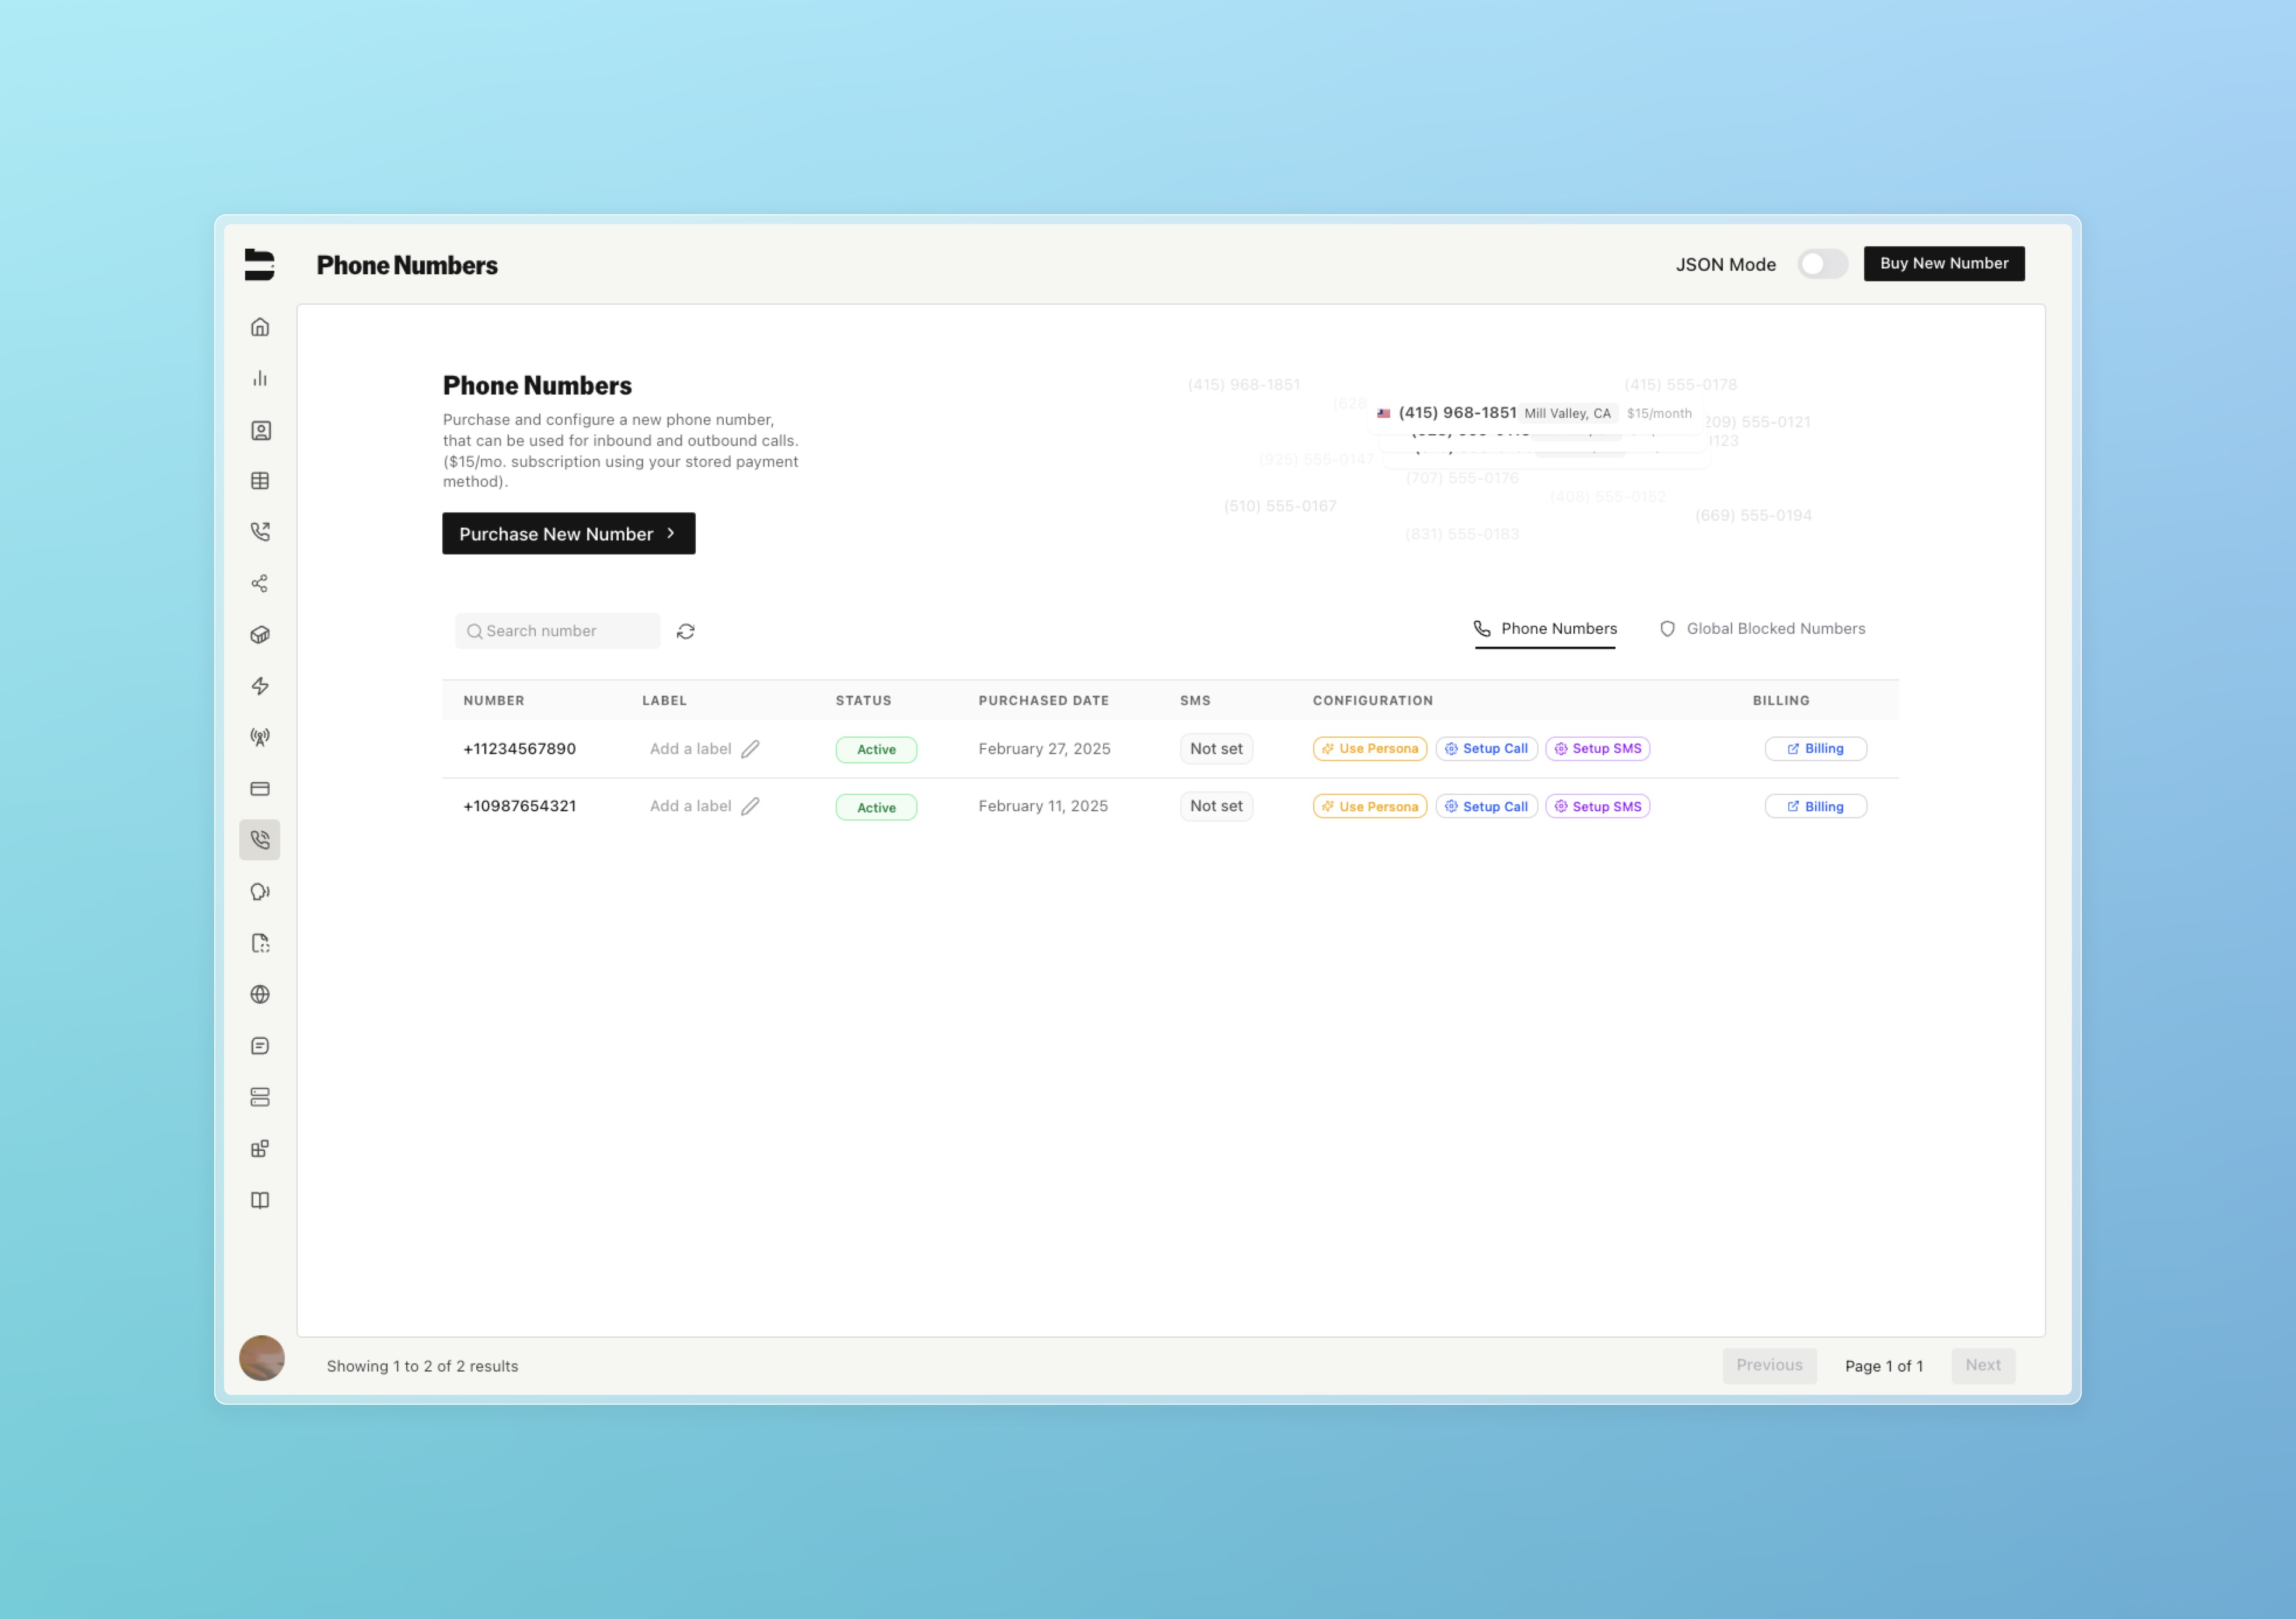 Phone Numbers
JSON Mode
Buy New Number
Phone Numbers
Purchase and configure a new phone number,
that can be used for inbound and outbound calls.
($15/mo. subscription using your stored payment
method).
Purchase New Number
(415) 968-1851
(415) 555-0178
(628
(415) 968-1851 Mill Valley, CA $15/month
209) 555-0121
0123
(925) 555-0147
(707) 555-0176
(408) 555-0152
(510) 555-0167
(669) 555-0194
(831) 555-0183
Search number
Phone Numbers
Global Blocked Numbers
NUMBER LABEL STATUS PURCHASED DATE SMS CONFIGURATION BILLING
+11234567890 Add a label Active February 27, 2025 Not set Use Persona Setup Call Setup SMS Billing
+10987654321 Add a label Active February 11, 2025 Not set Use Persona Setup Call Setup SMS Billing
Showing 1 to 2 of 2 results
Previous Page 1 of 1 Next